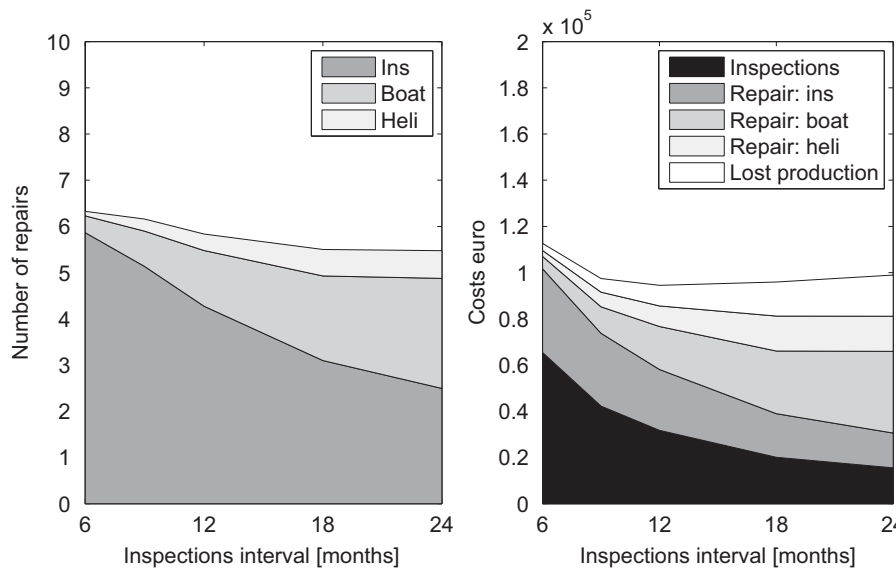 10
9
8
7
6
5
4
3
2
1
0
6 12 18 24
Number of repairs
Inspections interval [months]
Ins
Boat
Heli
x 10⁵
2
1.8
1.6
1.4
1.2
1
0.8
0.6
0.4
0.2
0
6 12 18 24
Costs euro
Inspections interval [months]
Inspections
Repair: ins
Repair: boat
Repair: heli
Lost production